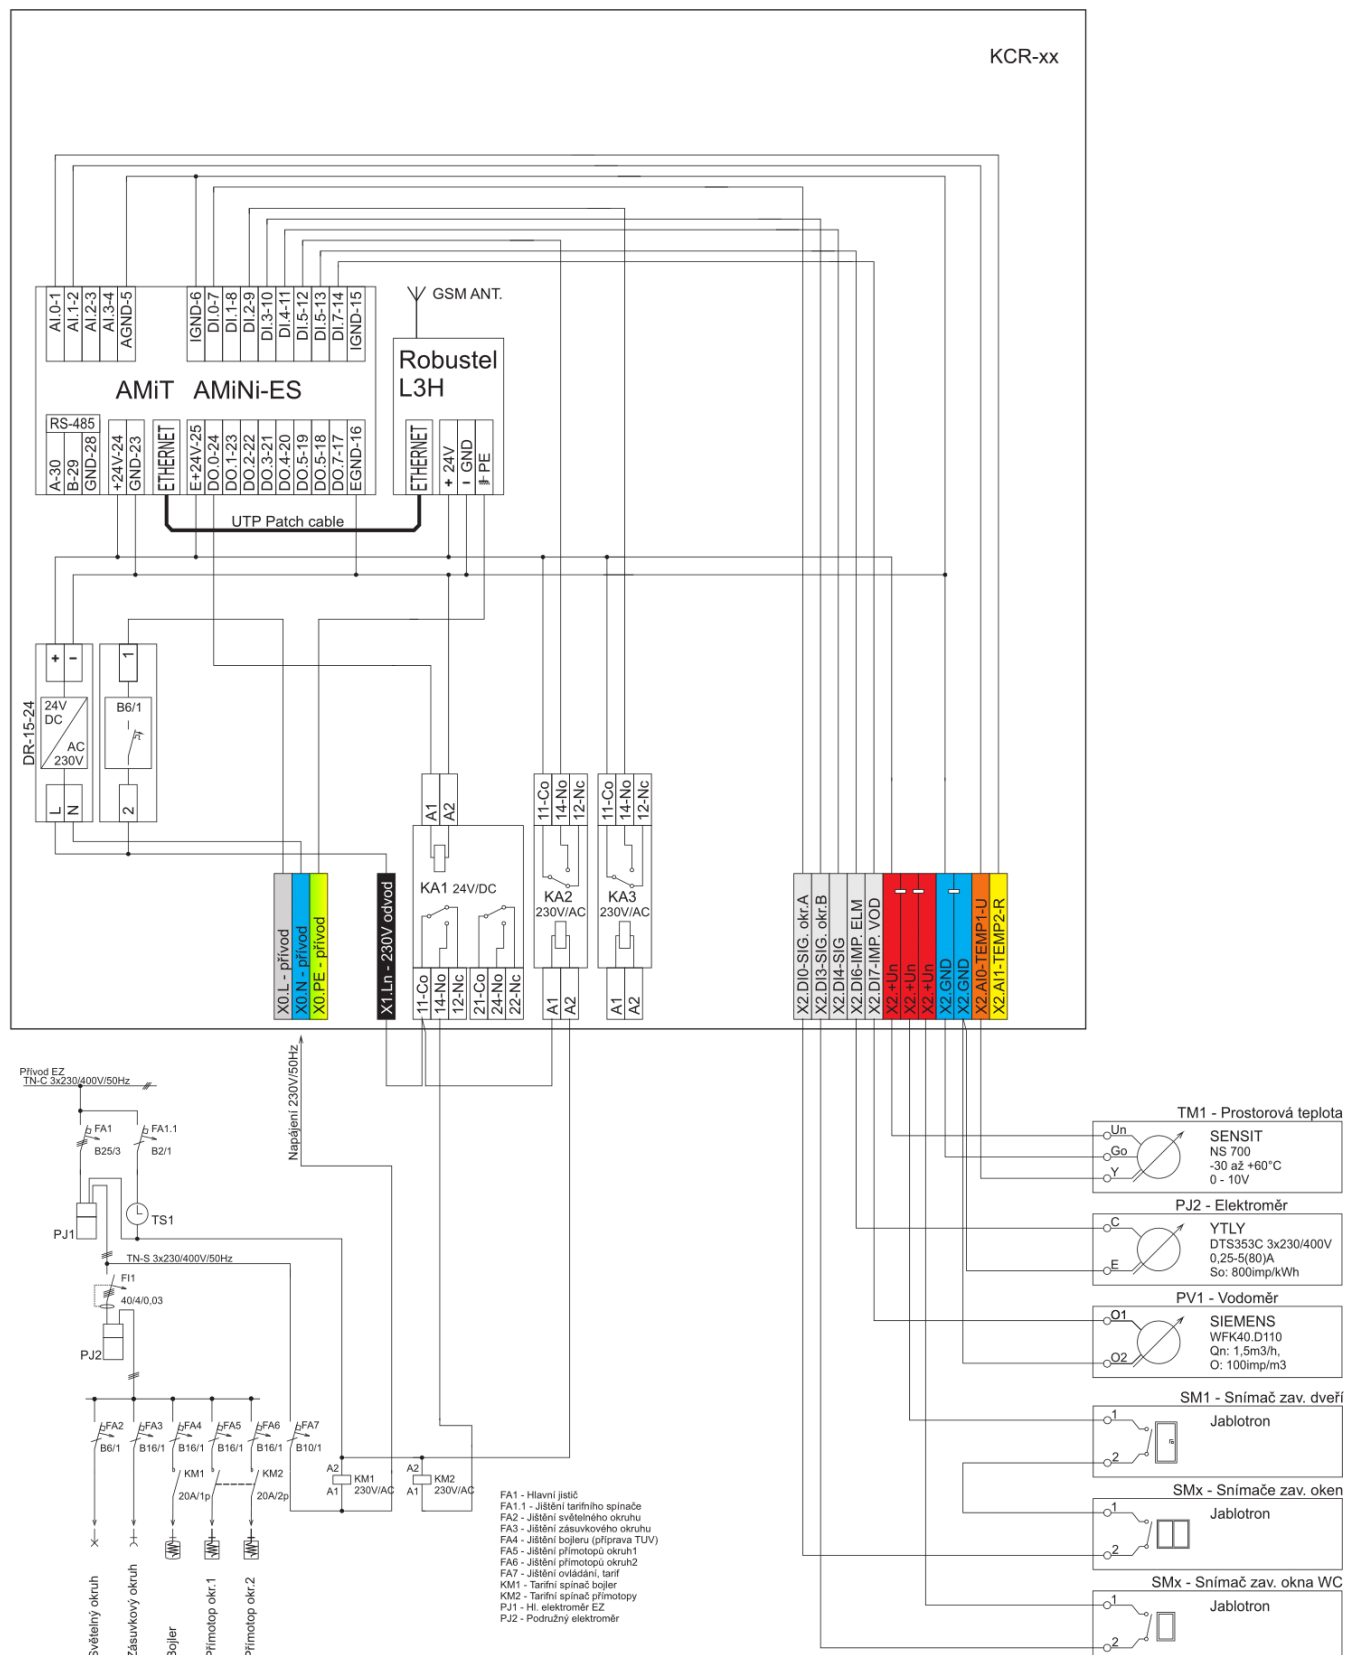 KCR-xx
AI.0-1
AI.1-2
AI.2-3
AI.3-4
AGND-5
IGND-6
DI.0-7
DI.1-8
DI.2-9
DI.3-10
DI.4-11
DI.5-12
DI.5-13
DI.7-14
IGND-15
GSM ANT.
AMiT AMiNi-ES
Robustel
L3H
RS-485
A-30
B-29
GND-28
+24V-24
GND-23
ETHERNET
E+24V-25
DO.0-24
DO.1-23
DO.2-22
DO.3-21
DO.4-20
DO.5-19
DO.5-18
DO.7-17
EGND-16
ETHERNET
+ 24V
− GND
PE
UTP Patch cable
DR-15-24
+
−
24V
DC
AC
230V
L
N
1
B6/1
2
A1
A2
KA1 24V/DC
11-Co
14-No
12-Nc
21-Co
24-No
22-Nc
11-Co
14-No
12-Nc
KA2
230V/AC
A1
A2
11-Co
14-No
12-Nc
KA3
230V/AC
A1
A2
X0.L - přívod
X0.N - přívod
X0.PE - přívod
X1.Ln - 230V odvod
X2.DI0-SIG. okr.A
X2.DI3-SIG. okr.B
X2.DI4-SIG
X2.DI6-IMP. ELM
X2.DI7-IMP. VOD
X2.+Un
X2.+Un
X2.+Un
X2.GND
X2.GND
X2.AI0-TEMP1-U
X2.AI1-TEMP2-R
Napájení 230V/50Hz
Přívod EZ
TN-C 3x230/400V/50Hz
FA1
B25/3
FA1.1
B2/1
PJ1
TS1
TN-S 3x230/400V/50Hz
FI1
40/4/0,03
PJ2
FA2
B6/1
FA3
B16/1
FA4
B16/1
FA5
B16/1
FA6
B16/1
FA7
B10/1
KM1
20A/1p
KM2
20A/2p
A2
A1
KM1
230V/AC
A2
A1
KM2
230V/AC
Světelný okruh
Zásuvkový okruh
Bojler
Přímotop okr.1
Přímotop okr.2
FA1 - Hlavní jistič
FA1.1 - Jištění tarifního spínače
FA2 - Jištění světelného okruhu
FA3 - Jištění zásuvkového okruhu
FA4 - Jištění bojleru (příprava TUV)
FA5 - Jištění přímotopů okruh1
FA6 - Jištění přímotopů okruh2
FA7 - Jištění ovládání, tarif
KM1 - Tarifní spínač bojler
KM2 - Tarifní spínač přímotopy
PJ1 - Hl. elektroměr EZ
PJ2 - Podružný elektroměr
TM1 - Prostorová teplota
Un
Go
Y
SENSIT
NS 700
-30 až +60°C
0 - 10V
PJ2 - Elektroměr
C
E
YTLY
DTS353C 3x230/400V
0,25-5(80)A
So: 800imp/kWh
PV1 - Vodoměr
O1
O2
SIEMENS
WFK40.D110
Qn: 1,5m3/h,
O: 100imp/m3
SM1 - Snímač zav. dveří
1
2
Jablotron
SMx - Snímače zav. oken
1
2
Jablotron
SMx - Snímač zav. okna WC
1
2
Jablotron